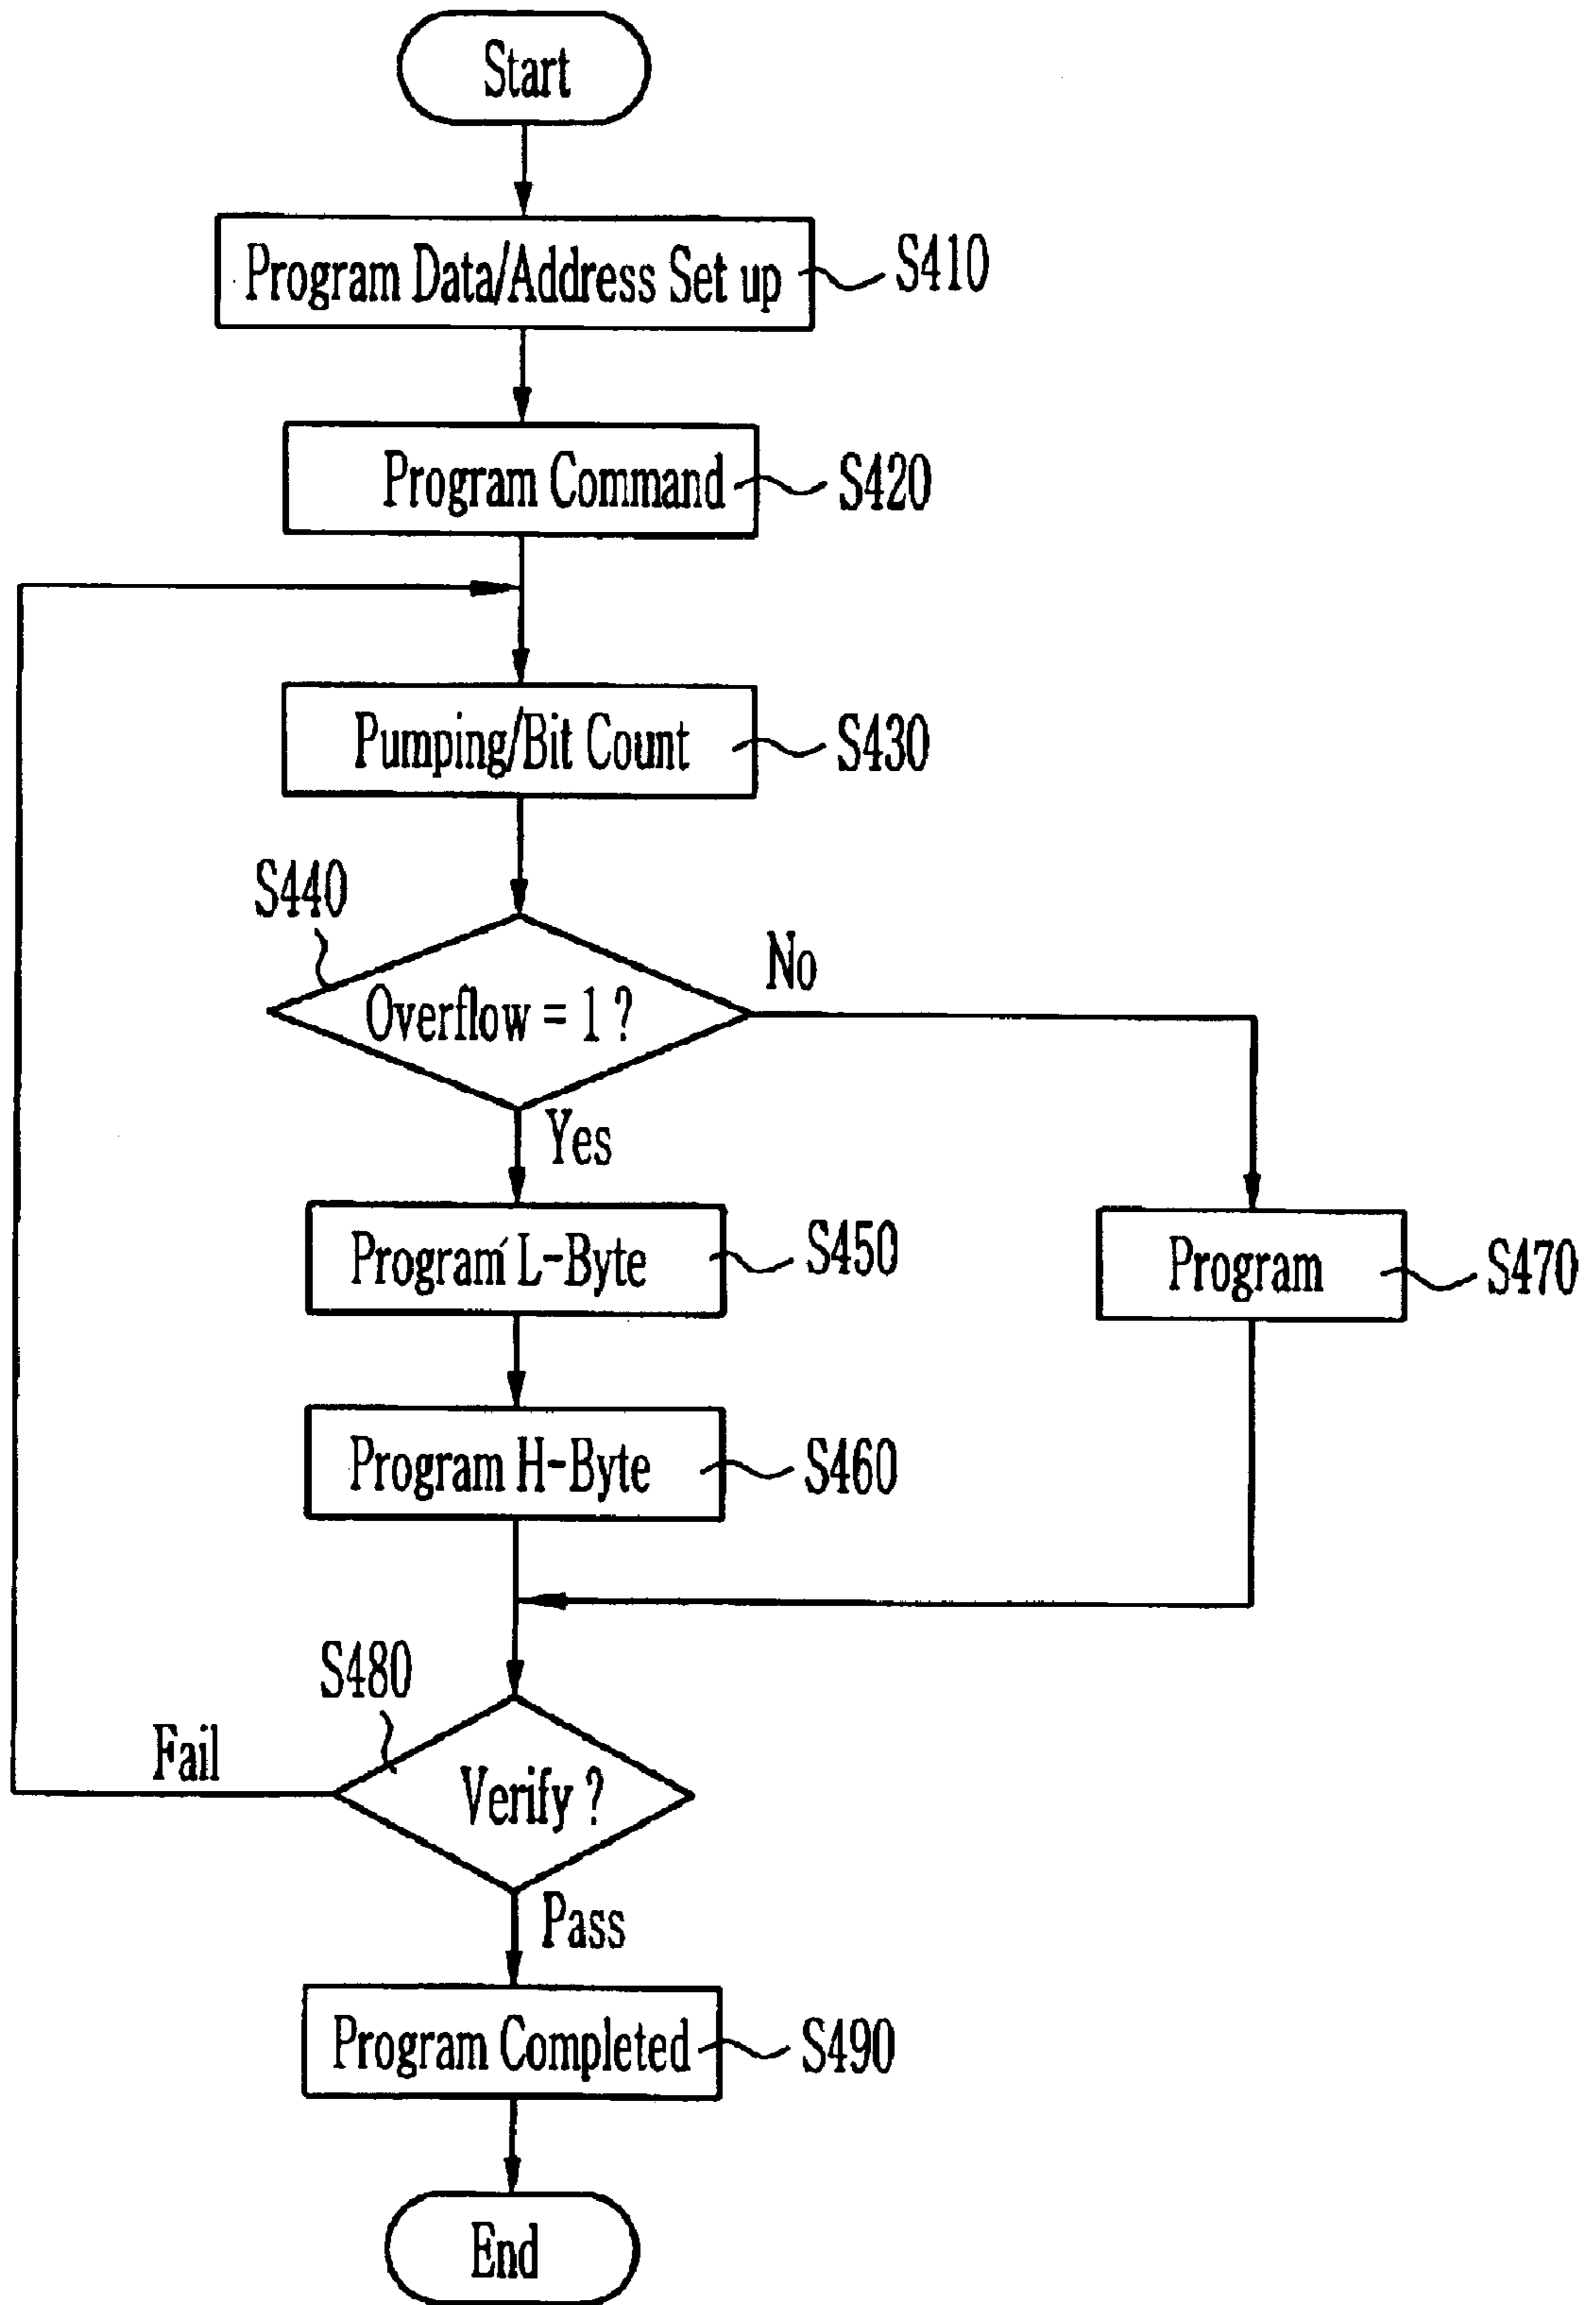 Start
Program Data/Address Set up
S410
Program Command
S420
Pumping/Bit Count
S430
S440
Overflow = 1 ?
No
Yes
Program L-Byte
S450
Program
S470
Program H-Byte
S460
S480
Fail
Verify ?
Pass
Program Completed
S490
End